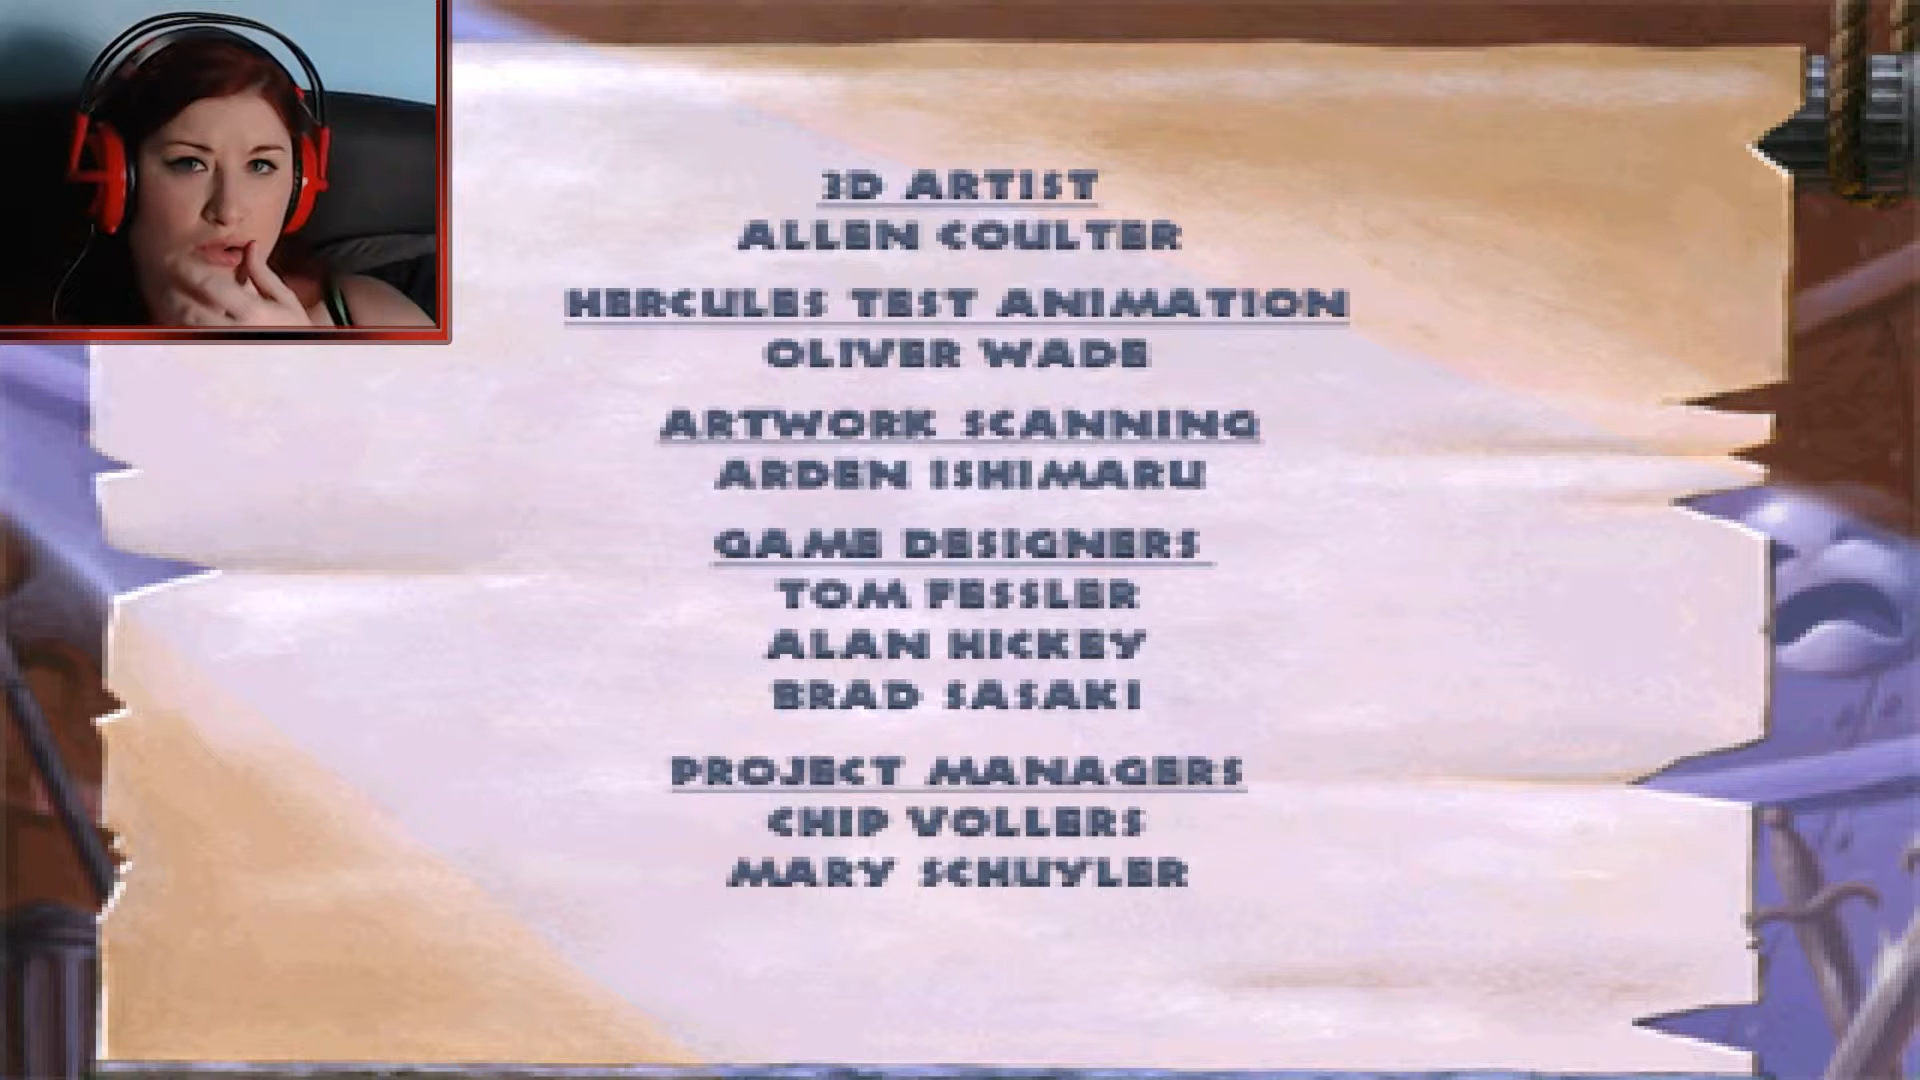 3D ARTIST
ALLEN COULTER
HERCULES TEST ANIMATION
OLIVER WADE
ARTWORK SCANNING
ARDEN ISHIMARU
GAME DESIGNERS
TOM FESSLER
ALAN HICKEY
BRAD SASAKI
PROJECT MANAGERS
CHIP VOLLERS
MARY SCHUYLER